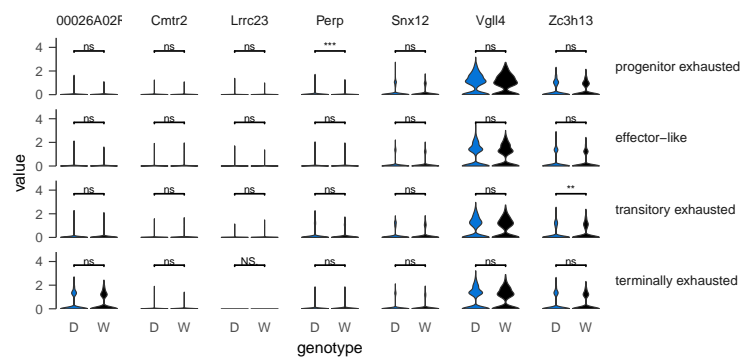 00026A02F Cmtr2 Lrrc23 Perp Snx12 Vgll4 Zc3h13
4 ns ns ns *** ns ns ns
2
0
progenitor exhausted
4 ns ns ns ns ns ns ns
2
0
effector−like
4 ns ns ns ns ns ns **
2
0
transitory exhausted
4 ns ns NS. ns ns ns ns
2
0
terminally exhausted
value
D W D W D W D W D W D W D W
genotype